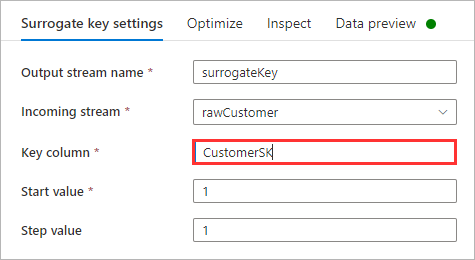 Surrogate key settings Optimize Inspect Data preview
Output stream name * surrogateKey
Incoming stream * rawCustomer
Key column * CustomerSK
Start value * 1
Step value 1